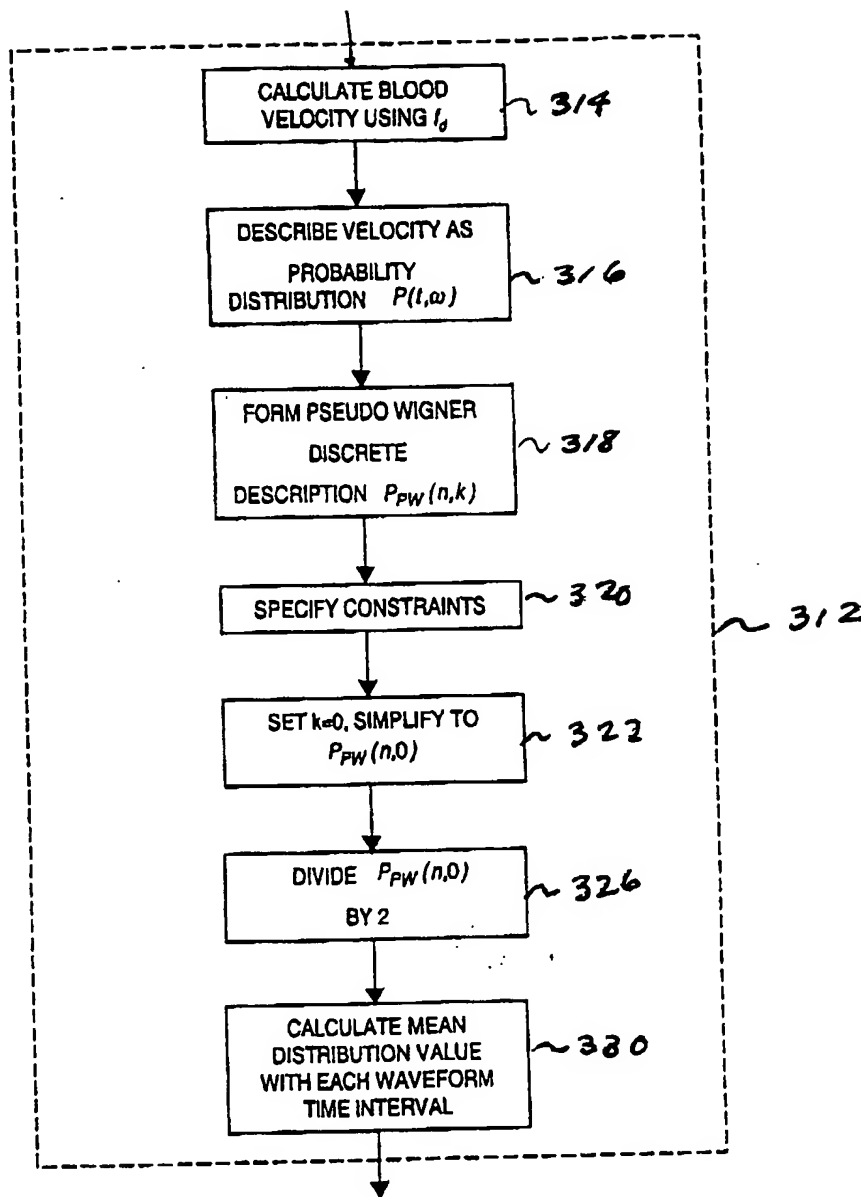 CALCULATE BLOOD
VELOCITY USING f_d
314
DESCRIBE VELOCITY AS
PROBABILITY
DISTRIBUTION P(t,ω)
316
FORM PSEUDO WIGNER
DISCRETE
DESCRIPTION P_PW(n,k)
318
SPECIFY CONSTRAINTS
320
SET k=0, SIMPLIFY TO
P_PW(n,0)
322
312
DIVIDE P_PW(n,0)
BY 2
326
CALCULATE MEAN
DISTRIBUTION VALUE
WITH EACH WAVEFORM
TIME INTERVAL
330